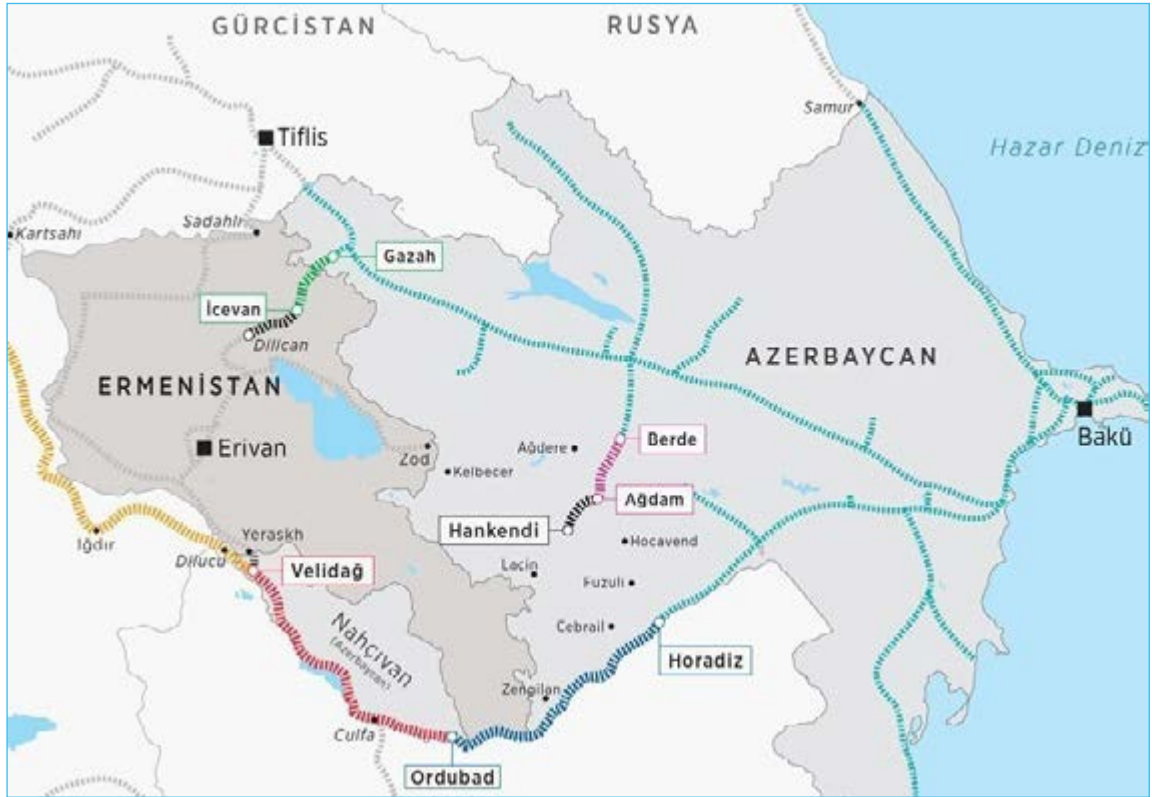 GÜRCİSTAN
RUSYA
Samur
Tiflis
Hazar Deniz
Sadahlı
Kartsahı
Gazah
İcevan
Dilican
AZERBAYCAN
ERMENİSTAN
Bakü
Berde
Erivan
Ağdere
Zod
Kelbecer
Ağdam
Hankendi
Iğdır
Yeraskh
Hocavend
Dilucu
Laçin
Velidağ
Fuzuli
Nahçıvan
(Azerbaycan)
Cebrail
Horadiz
Zengilan
Culfa
Ordubad